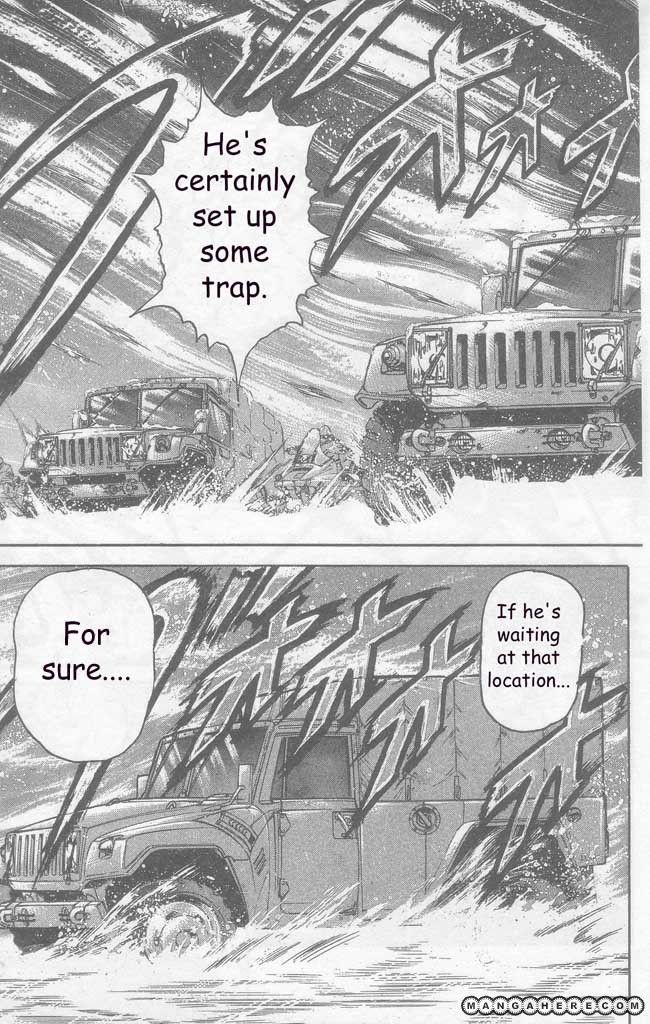 He's
certainly
set up
some
trap.
If he's
waiting
at that
location...
For
sure....
MANGAHERE.COM